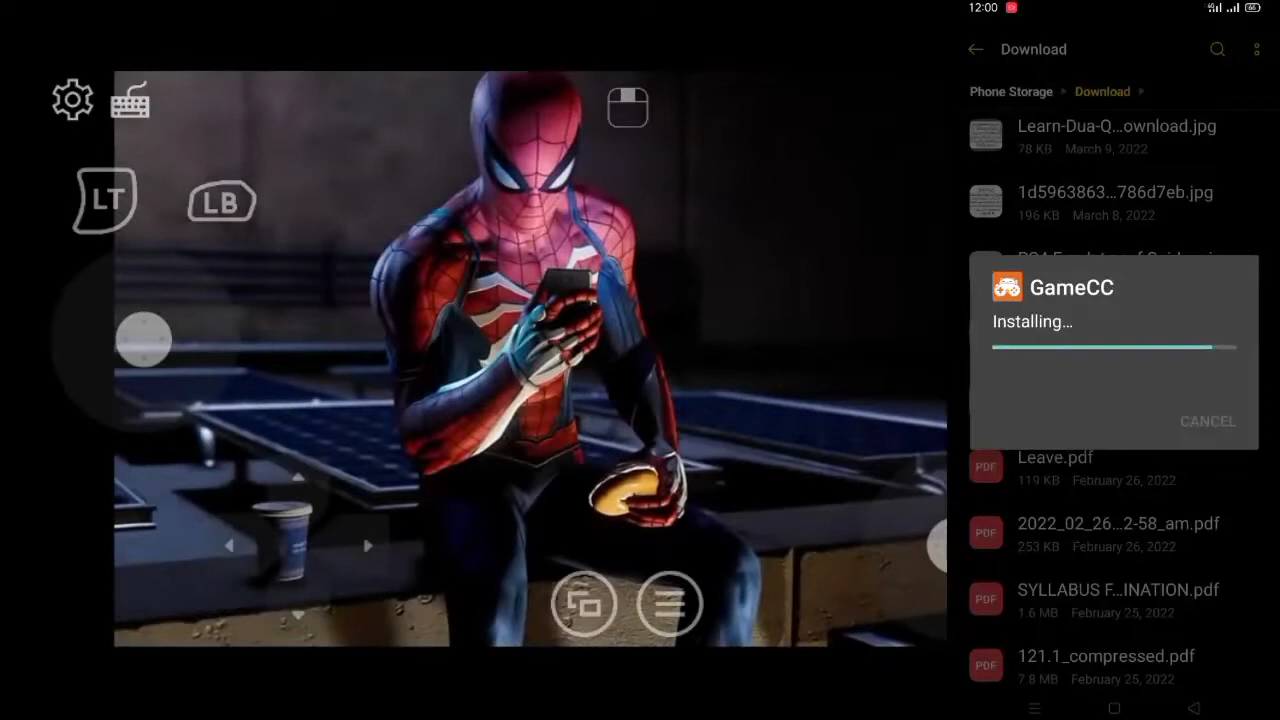 12:00
66
Download
Phone Storage
Download
Learn-Dua-Q...ownload.jpg
78 KB March 9, 2022
1d5963863...786d7eb.jpg
196 KB March 8, 2022
GameCC
Installing...
CANCEL
Leave.pdf
PDF
119 KB February 26, 2022
2022_02_26...2-58_am.pdf
PDF
253 KB February 26, 2022
SYLLABUS F...INATION.pdf
PDF
1.6 MB February 25, 2022
121.1_compressed.pdf
PDF
7.8 MB February 25, 2022
LT
LB